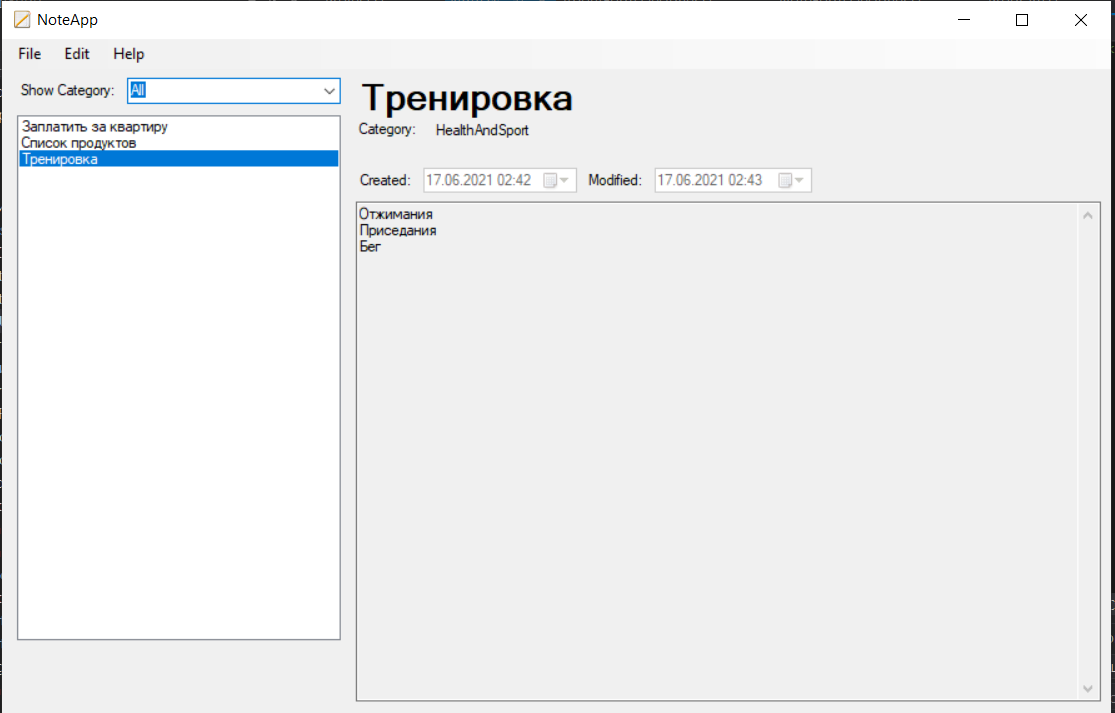 NoteApp
File Edit Help
Show Category: All
Заплатить за квартиру
Список продуктов
Тренировка
Тренировка
Category: HealthAndSport
Created: 17.06.2021 02:42 Modified: 17.06.2021 02:43
Отжимания
Приседания
Бег